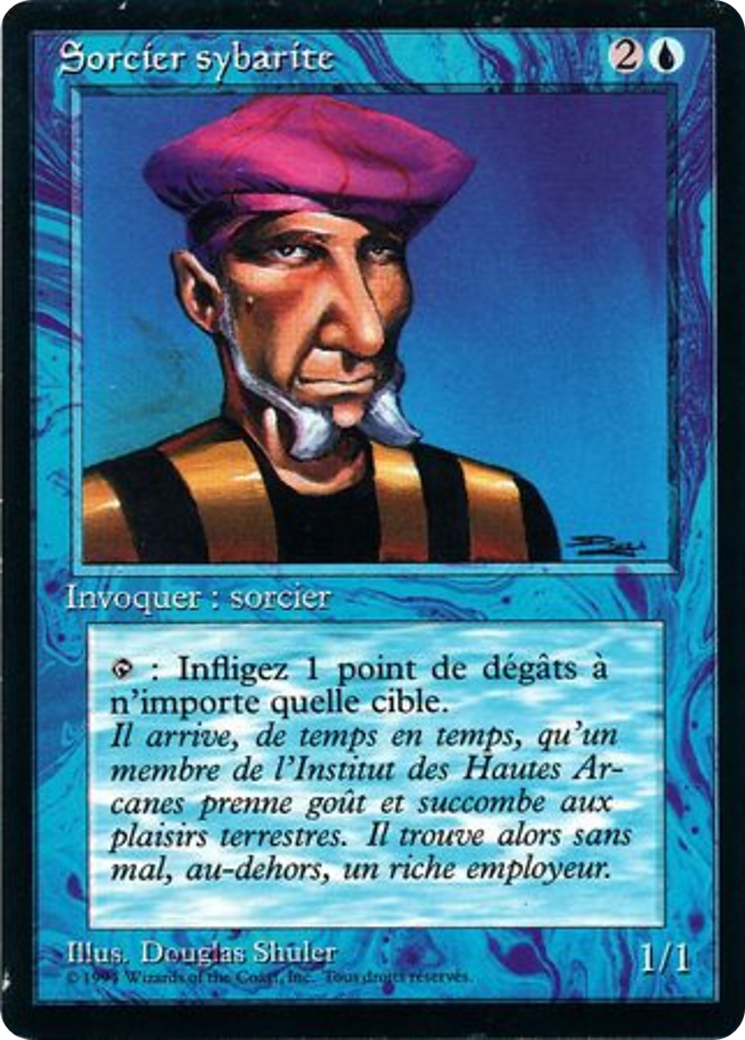 Sorcier sybarite 2
Invoquer : sorcier
: Infligez 1 point de dégâts à
n'importe quelle cible.
Il arrive, de temps en temps, qu'un
membre de l'Institut des Hautes Ar-
canes prenne goût et succombe aux
plaisirs terrestres. Il trouve alors sans
mal, au-dehors, un riche employeur.
Illus. Douglas Shuler 1/1
© 1994 Wizards of the Coast, Inc. Tous droits réservés.